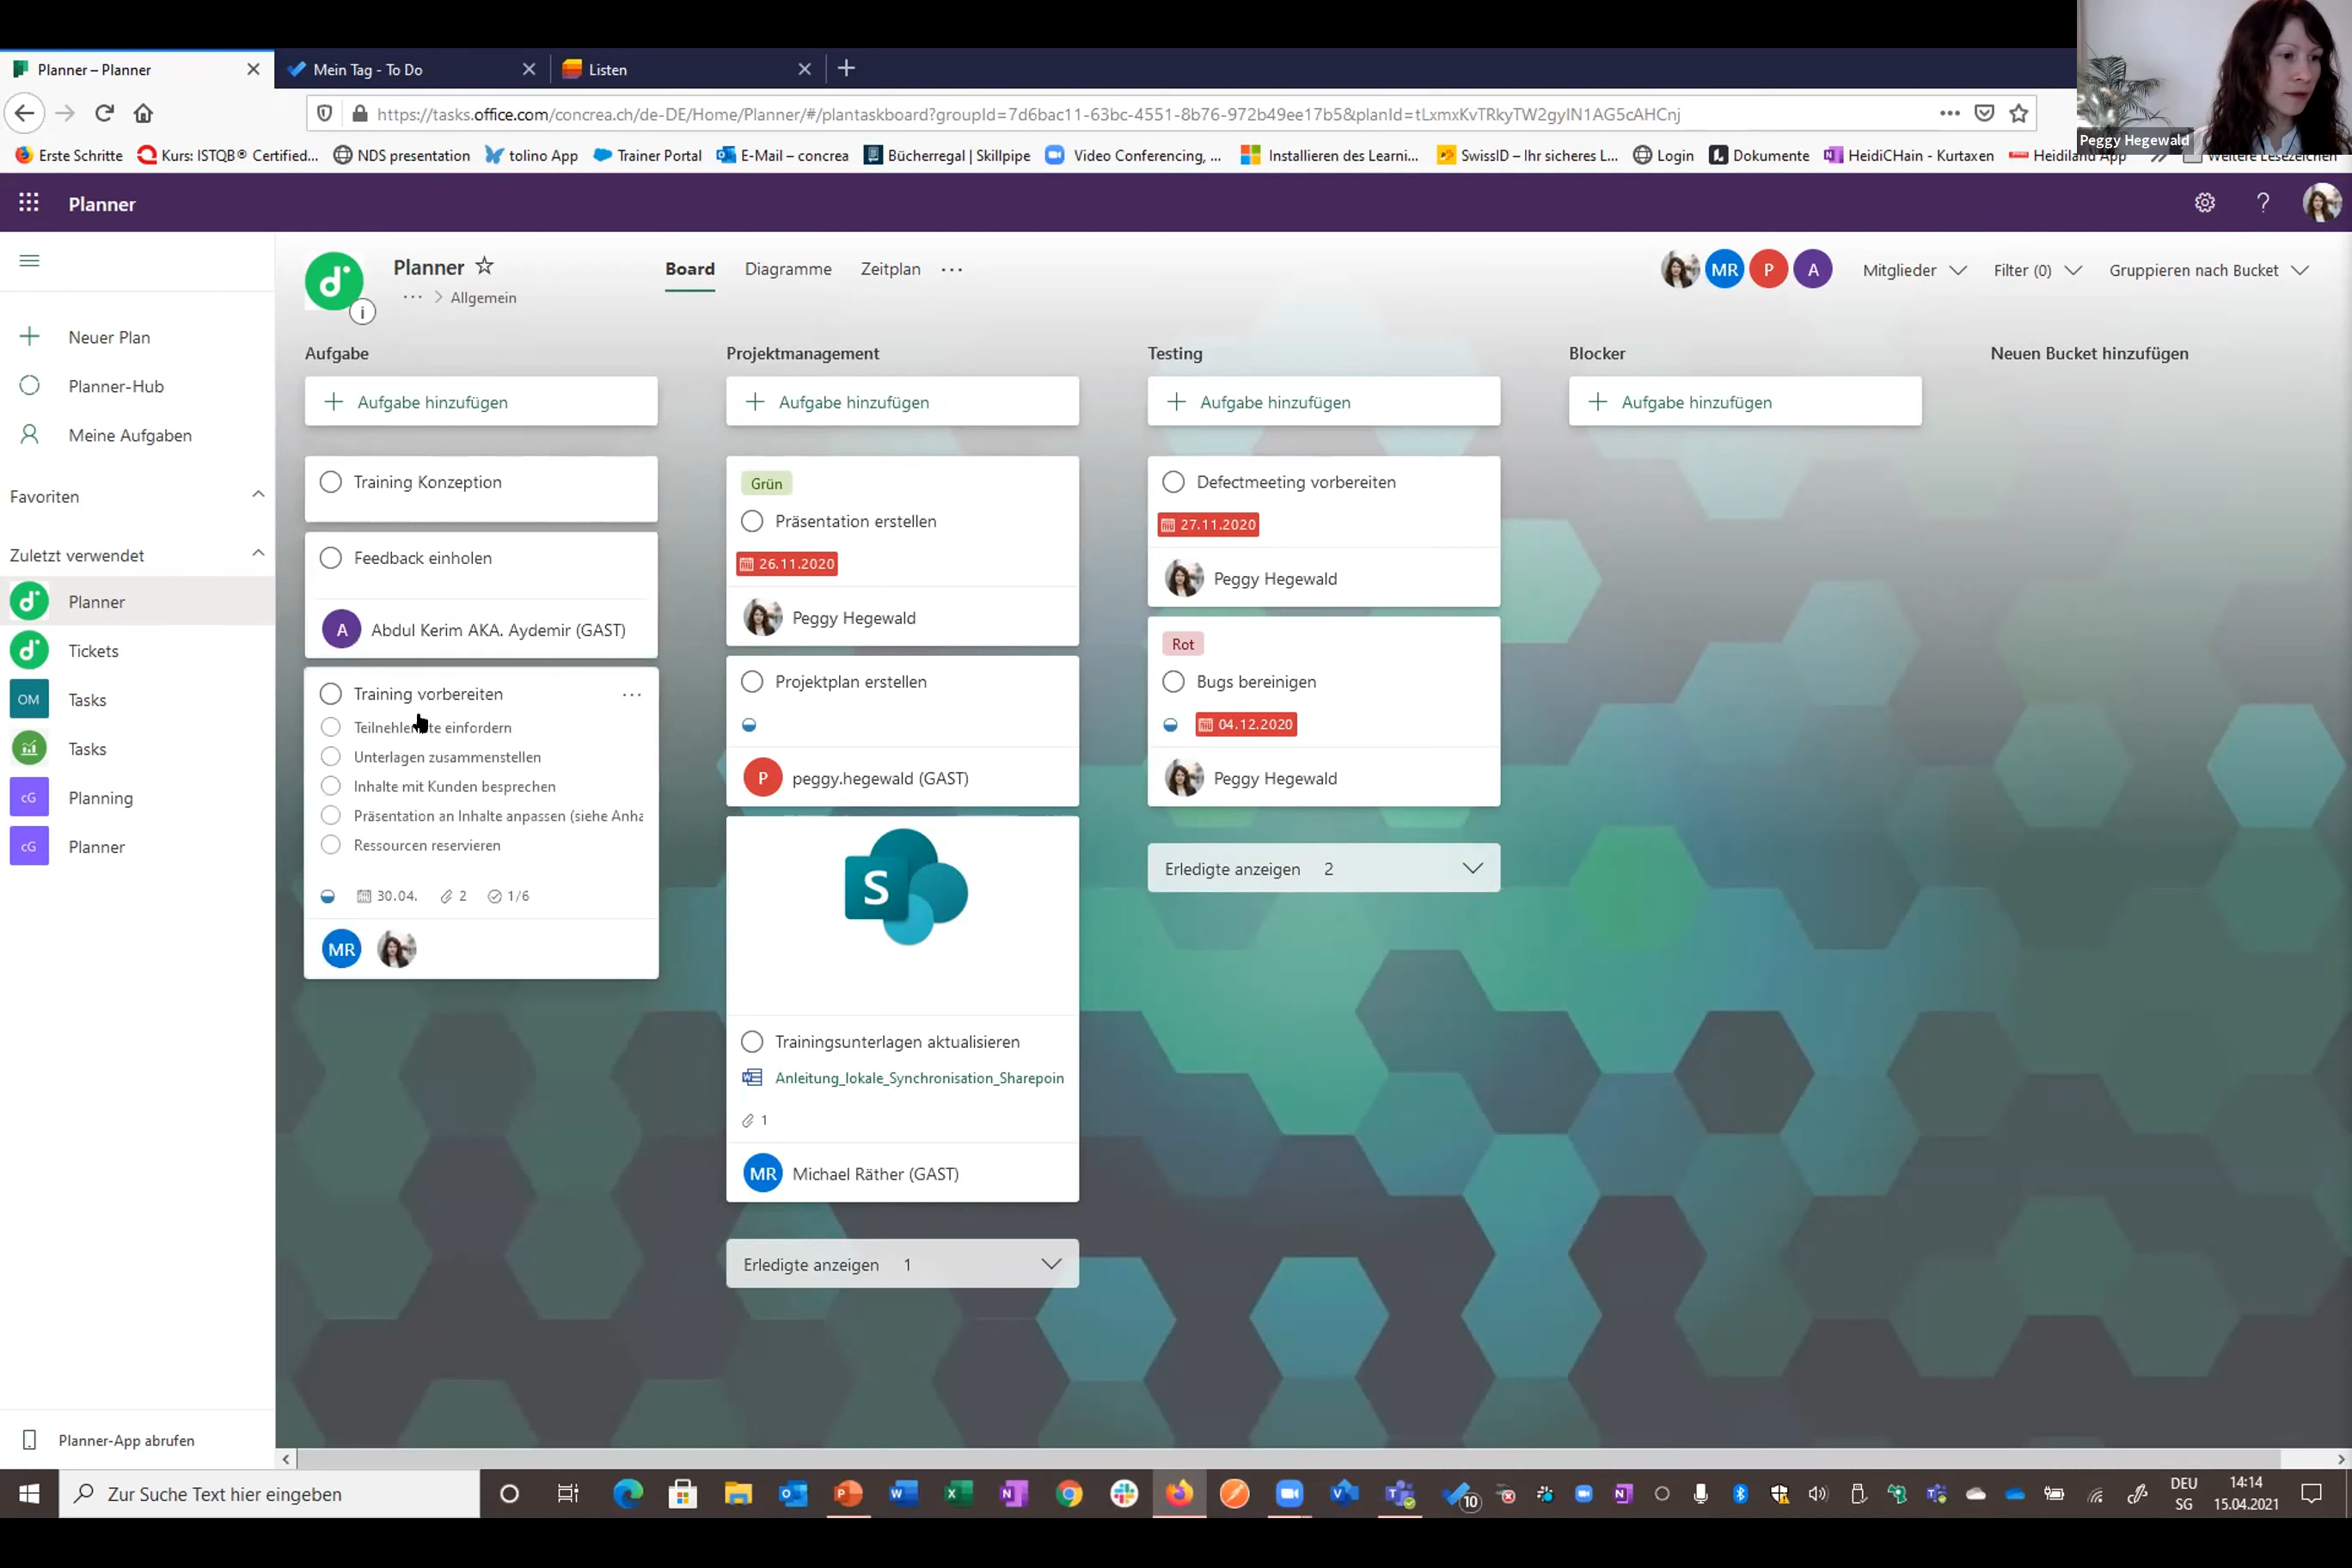 Planner – Planner
Mein Tag - To Do
Listen
https://tasks.office.com/concrea.ch/de-DE/Home/Planner/#/plantaskboard?groupId=7d6bac11-63bc-4551-8b76-972b49ee17b5&planId=tLxmxKvTRkyTW2gyIN1AG5cAHCnj
Peggy Hegewald
Erste Schritte
Kurs: ISTQB® Certified...
NDS presentation
tolino App
Trainer Portal
E-Mail – concrea
Bücherregal | Skillpipe
Video Conferencing, ...
Installieren des Learni...
SwissID – Ihr sicheres L...
Login
Dokumente
HeidiCHain - Kurtaxen
Heidiland App
Weitere Lesezeichen
Planner
Neuer Plan
Planner-Hub
Meine Aufgaben
Favoriten
Zuletzt verwendet
Planner
Tickets
OM Tasks
Tasks
cG Planning
cG Planner
Planner-App abrufen
Planner
... > Allgemein
Board
Diagramme
Zeitplan
MR
P
A
Mitglieder
Filter (0)
Gruppieren nach Bucket
Aufgabe
Aufgabe hinzufügen
Training Konzeption
Feedback einholen
A Abdul Kerim AKA. Aydemir (GAST)
Training vorbereiten
einfordern
Unterlagen zusammenstellen
Inhalte mit Kunden besprechen
Präsentation an Inhalte anpassen (siehe Anha
Ressourcen reservieren
30.04. 2 1/6
MR
Projektmanagement
Aufgabe hinzufügen
Grün
Präsentation erstellen
26.11.2020
Peggy Hegewald
Projektplan erstellen
P peggy.hegewald (GAST)
S
Trainingsunterlagen aktualisieren
Anleitung_lokale_Synchronisation_Sharepoin
1
MR Michael Räther (GAST)
Erledigte anzeigen 1
Testing
Aufgabe hinzufügen
Defectmeeting vorbereiten
27.11.2020
Peggy Hegewald
Rot
Bugs bereinigen
04.12.2020
Peggy Hegewald
Erledigte anzeigen 2
Blocker
Aufgabe hinzufügen
Neuen Bucket hinzufügen
Zur Suche Text hier eingeben
10
DEU
SG
14:14
15.04.2021